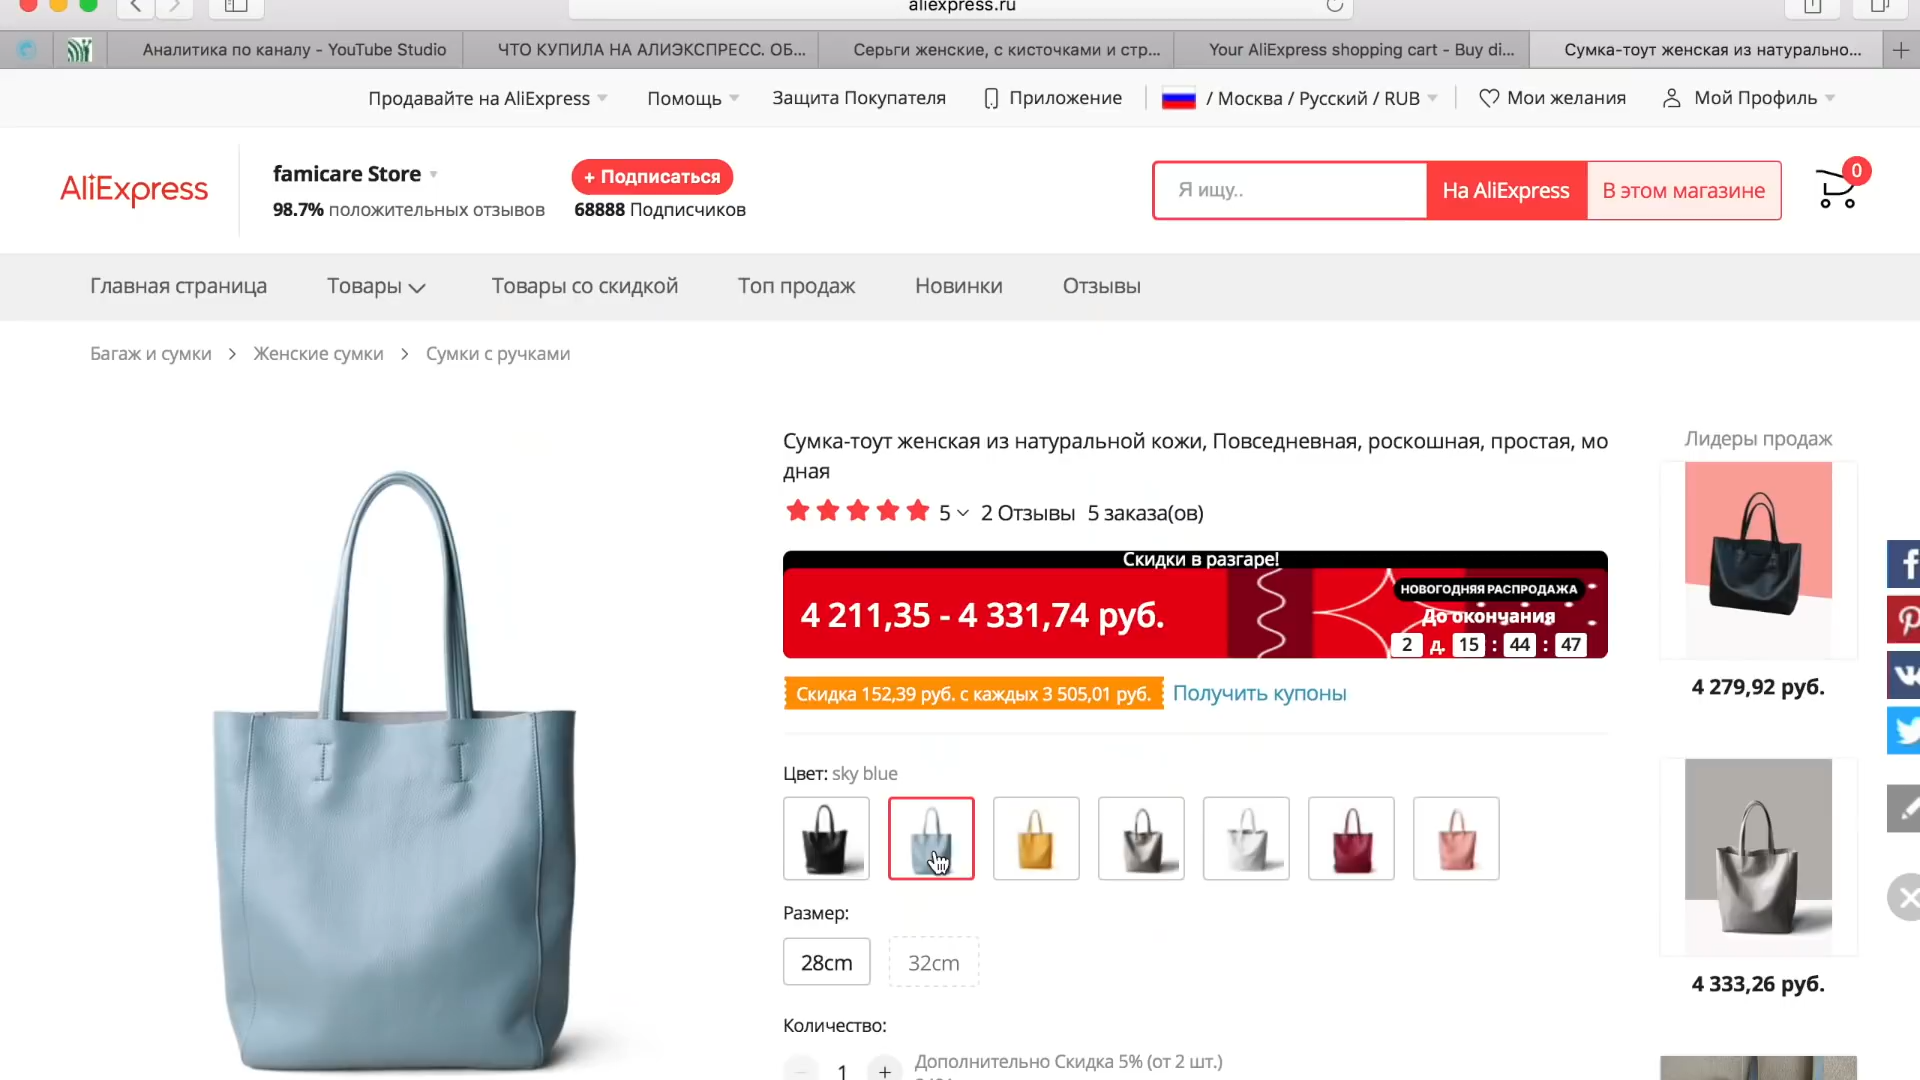 aliexpress.ru
Аналитика по каналу - YouTube Studio
ЧТО КУПИЛА НА АЛИЭКСПРЕСС. ОБ...
Серьги женские, с кисточками и стр...
Your AliExpress shopping cart - Buy di...
Сумка-тоут женская из натурально...
Продавайте на AliExpress
Помощь
Защита Покупателя
Приложение
/ Москва / Русский / RUB
Мои желания
Мой Профиль
AliExpress
famicare Store
98.7% положительных отзывов
+ Подписаться
68888 Подписчиков
Я ищу..
На AliExpress
В этом магазине
0
Главная страница
Товары
Товары со скидкой
Топ продаж
Новинки
Отзывы
Багаж и сумки > Женские сумки > Сумки с ручками
Сумка-тоут женская из натуральной кожи, Повседневная, роскошная, простая, мо
дная
5 2 Отзывы 5 заказа(ов)
Скидки в разгаре!
4 211,35 - 4 331,74 руб.
НОВОГОДНЯЯ РАСПРОДАЖА
До окончания
2 д. 15 : 44 : 47
Скидка 152,39 руб. с каждых 3 505,01 руб.
Получить купоны
Цвет: sky blue
Размер:
28cm
32cm
Количество:
1 +
Дополнительно Скидка 5% (от 2 шт.)
Лидеры продаж
4 279,92 руб.
4 333,26 руб.